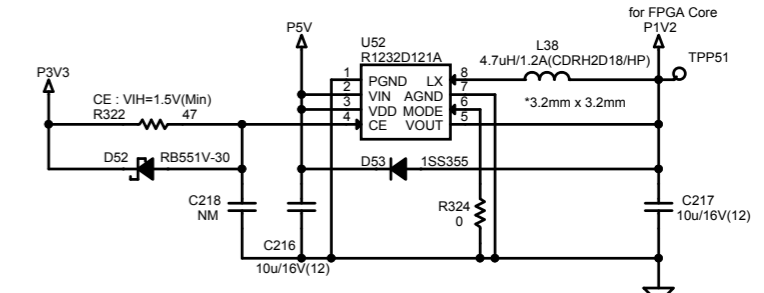 for FPGA Core
P5V
P1V2
U52
R1232D121A
L38
4.7uH/1.2A(CDRH2D18/HP)
TPP51
P3V3
1 PGND LX 8
2 VIN AGND 7
3 VDD MODE 6
4 CE VOUT 5
CE : VIH=1.5V(Min)
R322 47
*3.2mm x 3.2mm
D52 RB551V-30
D53 1SS355
C218
NM
R324
0
C217
10u/16V(12)
C216
10u/16V(12)